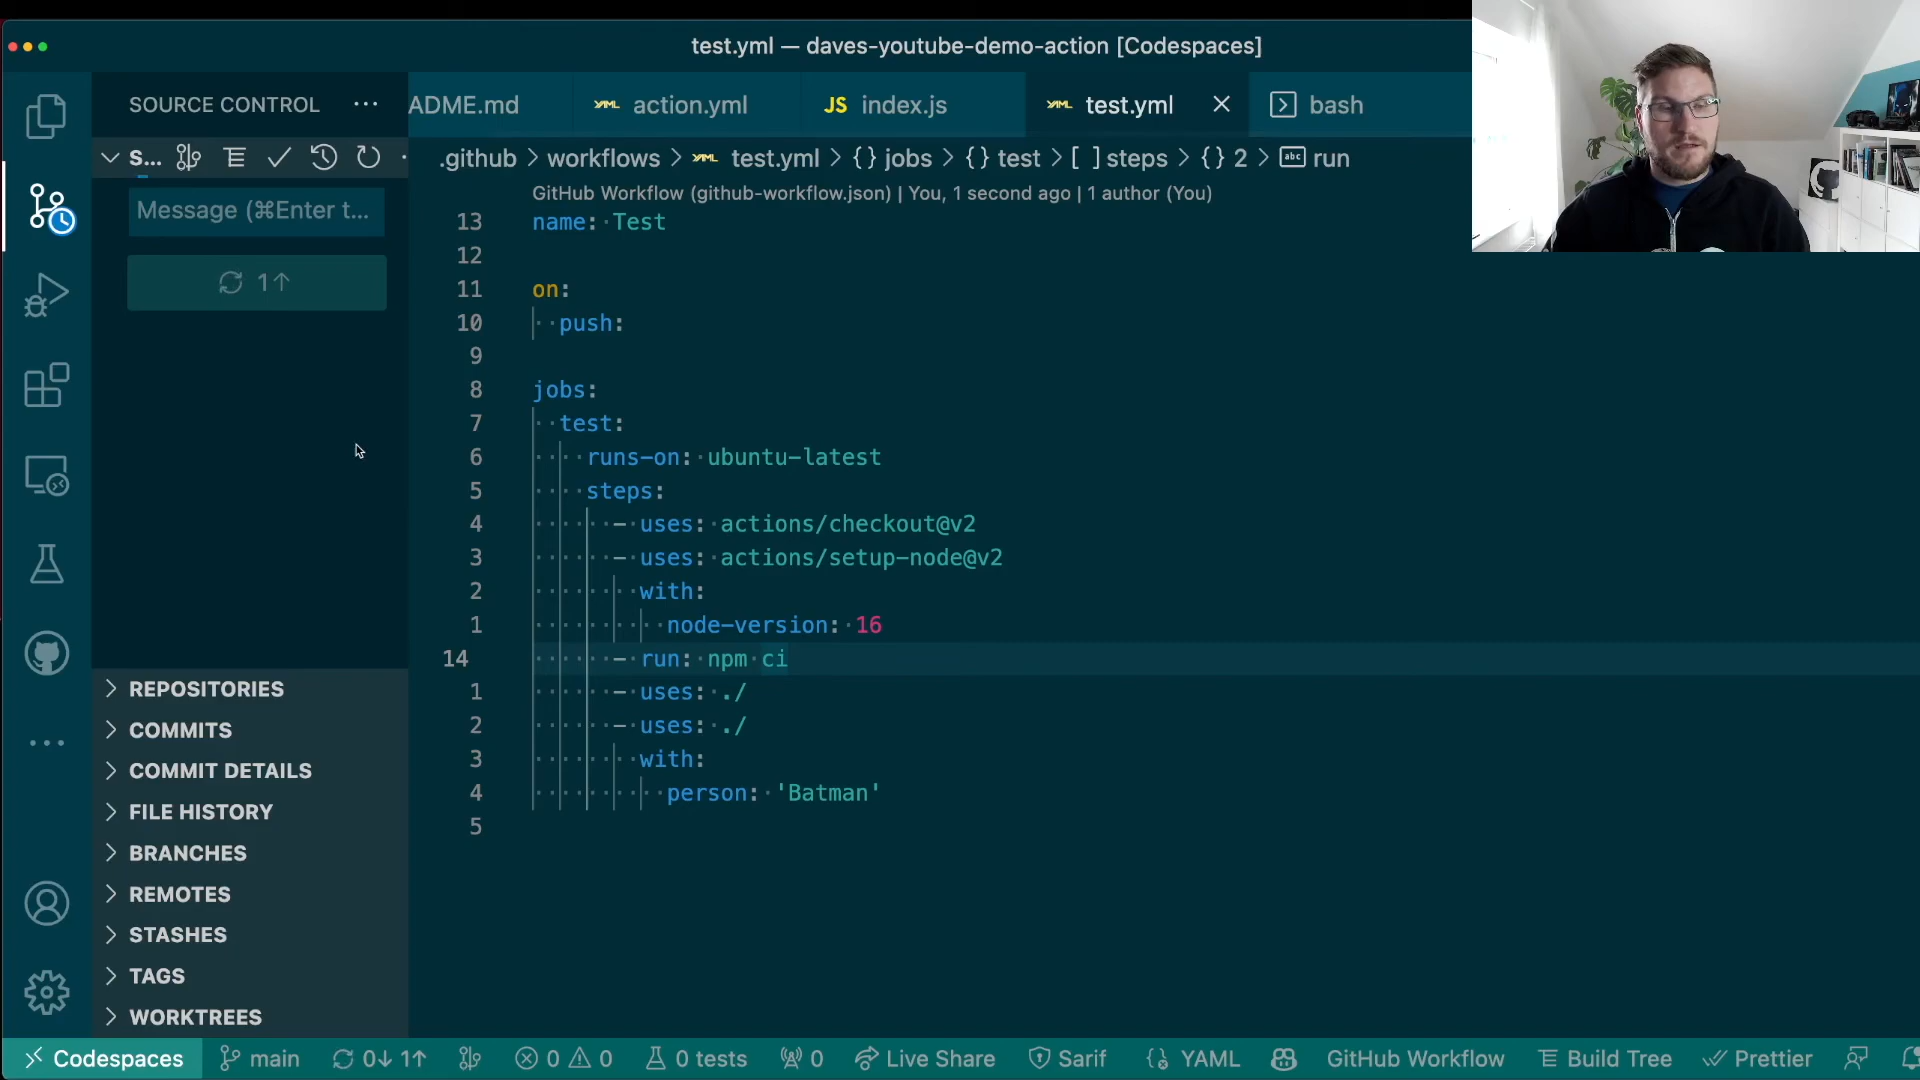 test.yml — daves-youtube-demo-action [Codespaces]
SOURCE CONTROL ···
ADME.md
action.yml
JS index.js
test.yml
bash
S...
.github > workflows > test.yml > {} jobs > {} test > [ ] steps > {} 2 > abc run
GitHub Workflow (github-workflow.json) | You, 1 second ago | 1 author (You)
Message (⌘Enter t...
1↑
13 name: Test
12
11 on:
10 push:
9
8 jobs:
7 test:
6 runs-on: ubuntu-latest
5 steps:
4 - uses: actions/checkout@v2
3 - uses: actions/setup-node@v2
2 with:
1 node-version: 16
14 - run: npm ci
1 - uses: ./
2 - uses: ./
3 with:
4 person: 'Batman'
5
REPOSITORIES
COMMITS
COMMIT DETAILS
FILE HISTORY
BRANCHES
REMOTES
STASHES
TAGS
WORKTREES
Codespaces main 0↓ 1↑ 0 0 0 tests 0 Live Share Sarif YAML GitHub Workflow Build Tree Prettier